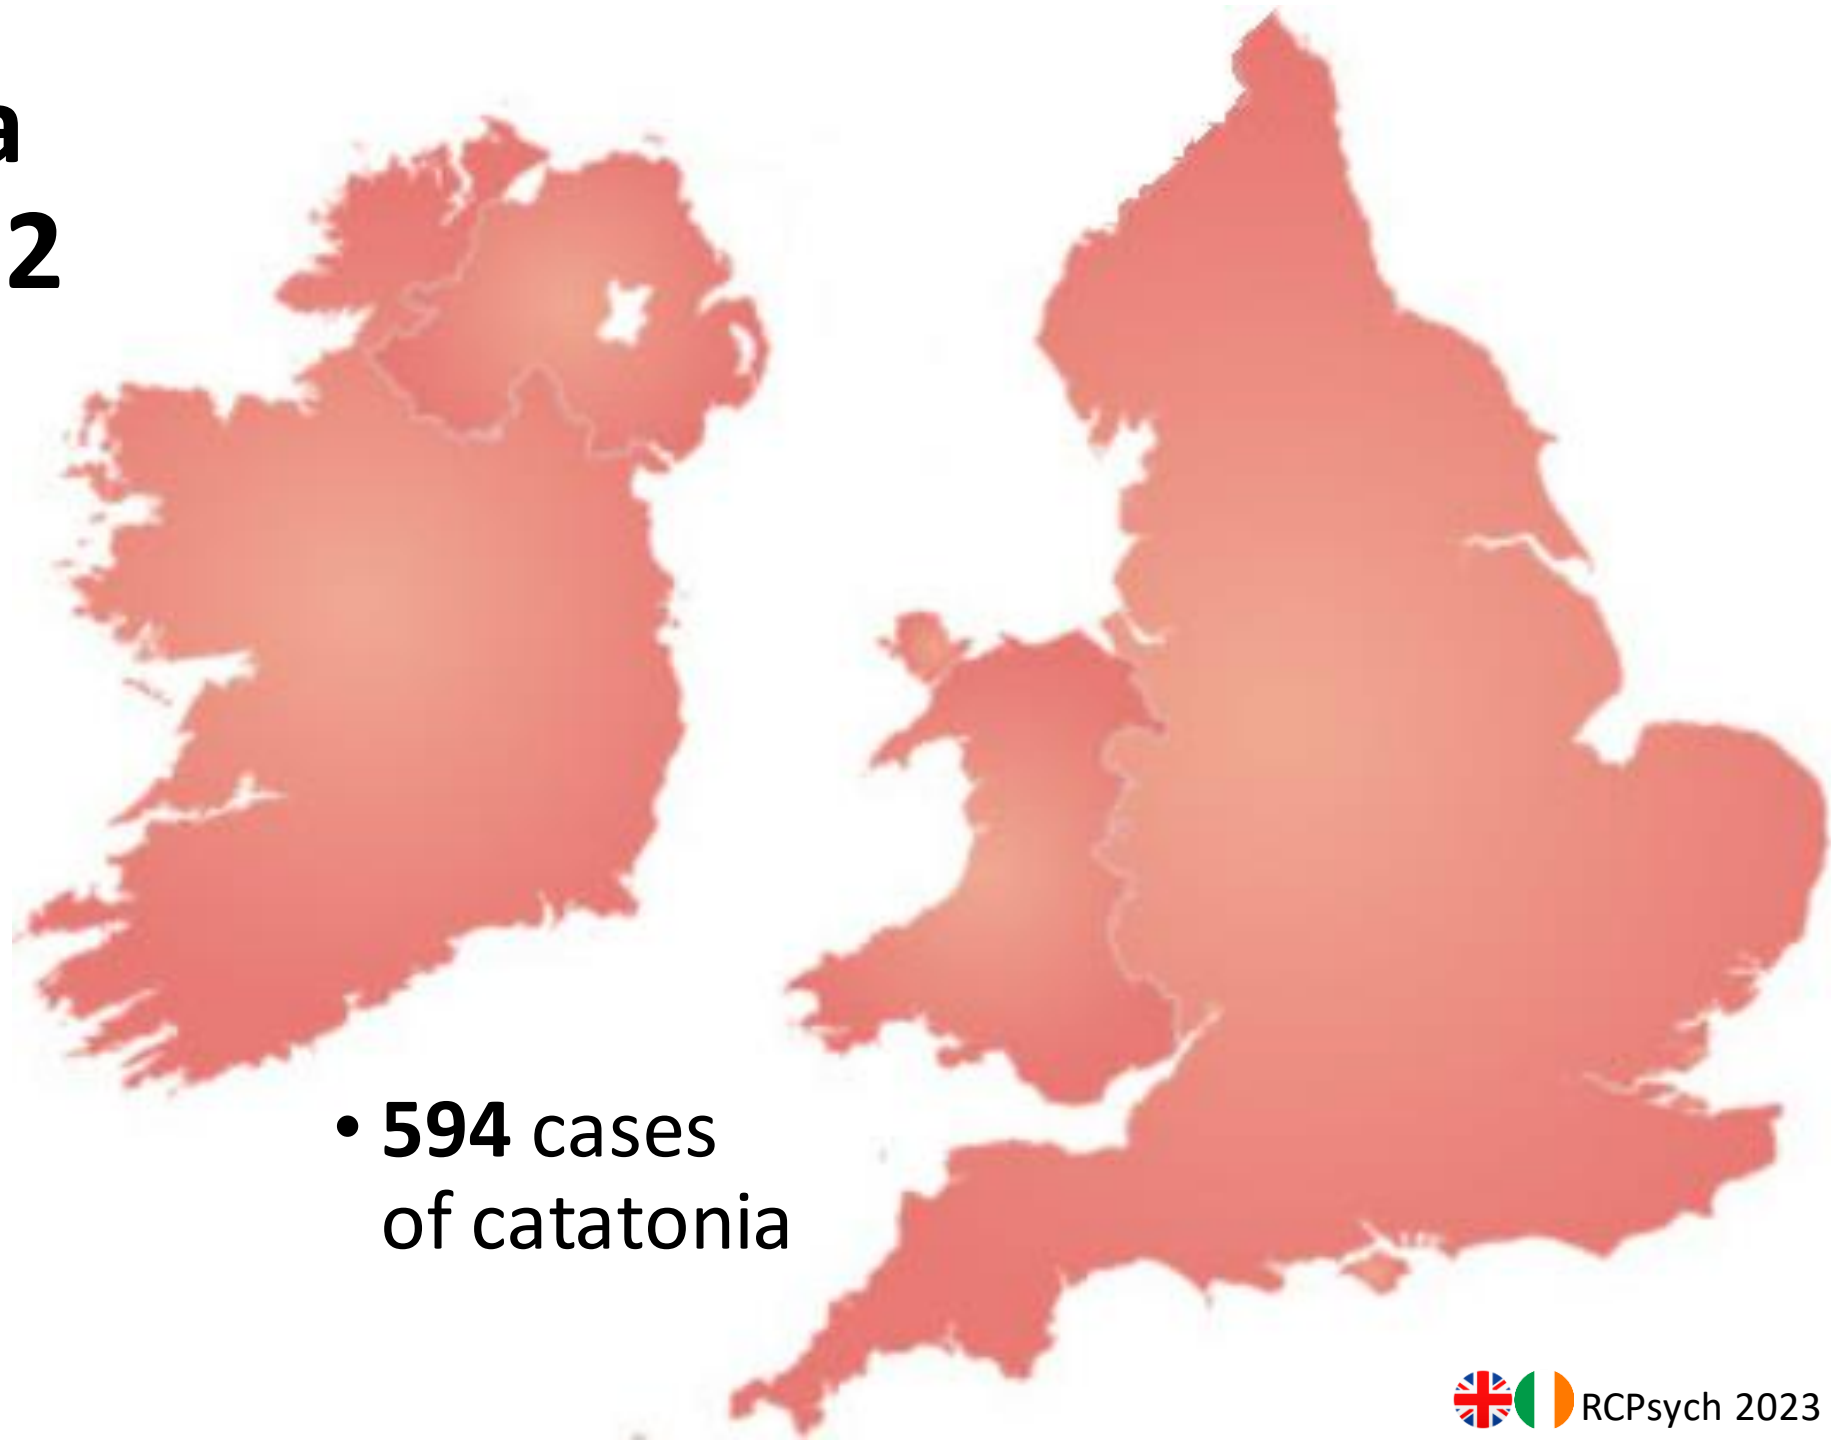 a
2
• 594 cases
of catatonia
RCPsych 2023